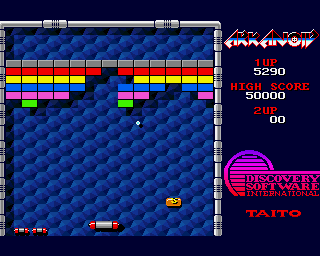 ARKANOID
1UP
5290
HIGH SCORE
50000
2UP
00
DISCOVERY
SOFTWARE
INTERNATIONAL
TAITO
S